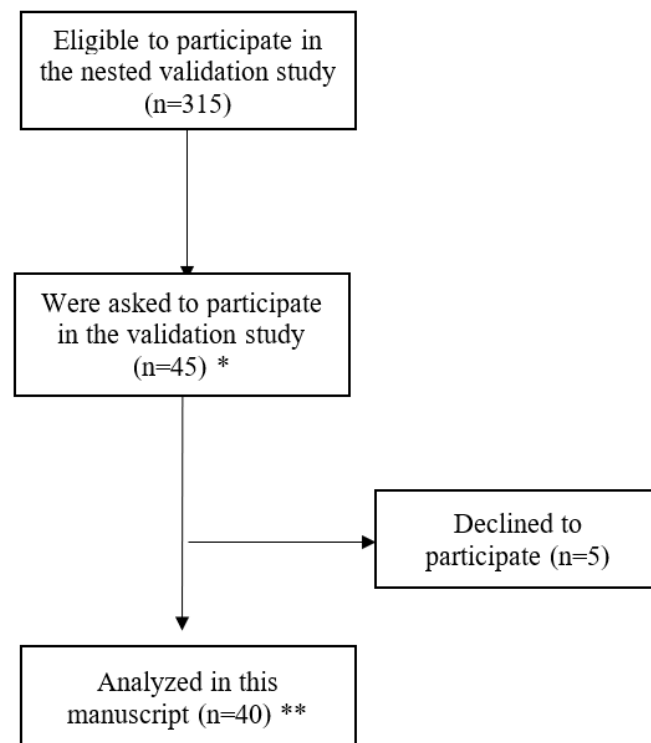 Eligible to participate in
the nested validation study
(n=315)
Were asked to participate
in the validation study
(n=45) *
Declined to
participate (n=5)
Analyzed in this
manuscript (n=40) **